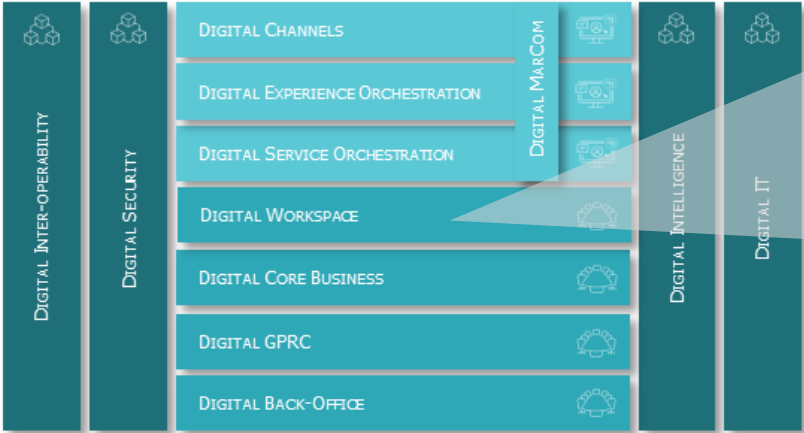 Digital Inter-operability
Digital Security
Digital Channels
Digital Experience Orchestration
Digital Service Orchestration
Digital MarCom
Digital Workspace
Digital Core Business
Digital GPRC
Digital Back-Office
Digital Intelligence
Digital IT